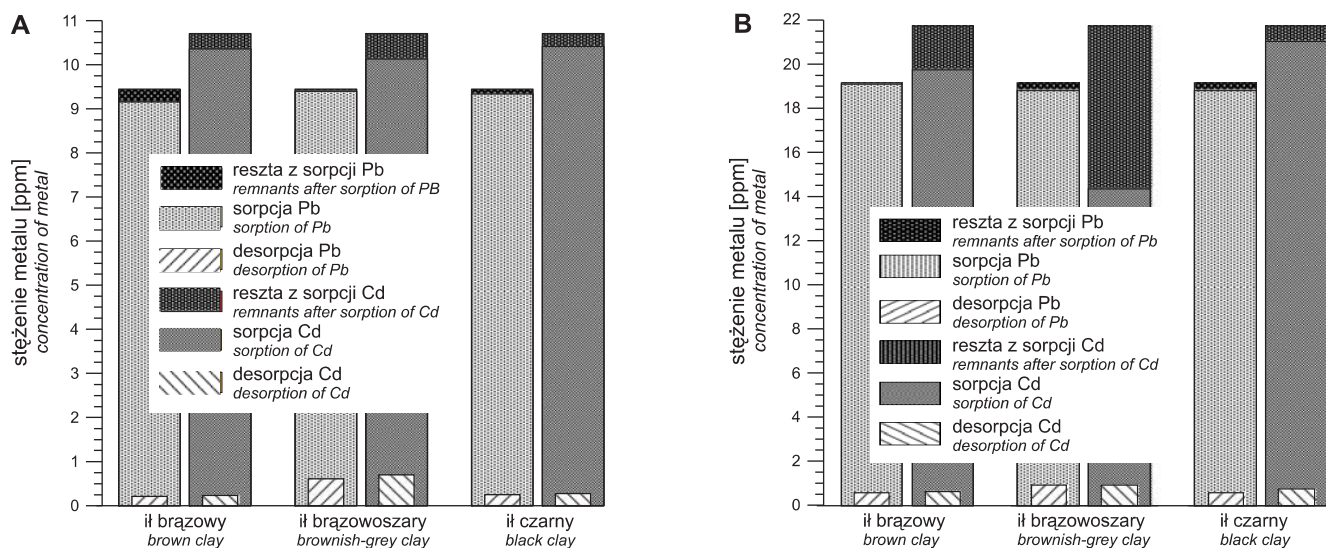 A
stężenie metalu [ppm]
concentration of metal
11
10
9
8
7
6
5
4
3
2
1
0
reszta z sorpcji Pb
remnants after sorption of PB
sorpcja Pb
sorption of Pb
desorpcja Pb
desorption of Pb
reszta z sorpcji Cd
remnants after sorption of Cd
sorpcja Cd
sorption of Cd
desorpcja Cd
desorption of Cd
ił brązowy
brown clay
ił brązowoszary
brownish-grey clay
ił czarny
black clay
B
stężenie metalu [ppm]
concentration of metal
22
20
18
16
14
12
10
8
6
4
2
0
reszta z sorpcji Pb
remnants after sorption of Pb
sorpcja Pb
sorption of Pb
desorpcja Pb
desorption of Pb
reszta z sorpcji Cd
remnants after sorption of Cd
sorpcja Cd
sorption of Cd
desorpcja Cd
desorption of Cd
ił brązowy
brown clay
ił brązowoszary
brownish-grey clay
ił czarny
black clay